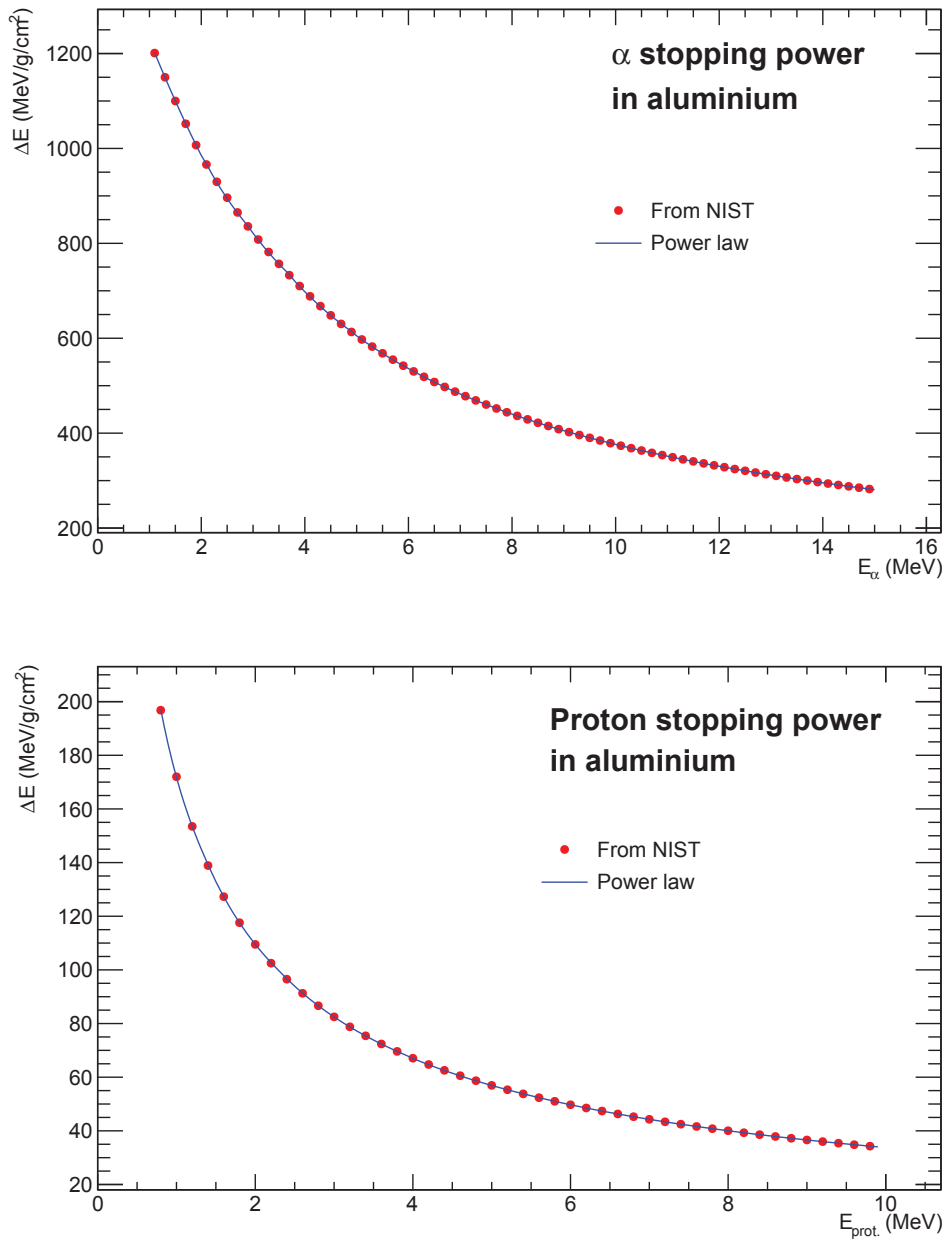 α stopping power
in aluminium
From NIST
Power law
ΔE (MeV/g/cm²)
1200
1000
800
600
400
200
0 2 4 6 8 10 12 14 16
E_α (MeV)
Proton stopping power
in aluminium
From NIST
Power law
ΔE (MeV/g/cm²)
200
180
160
140
120
100
80
60
40
20
0 2 4 6 8 10
E_prot. (MeV)